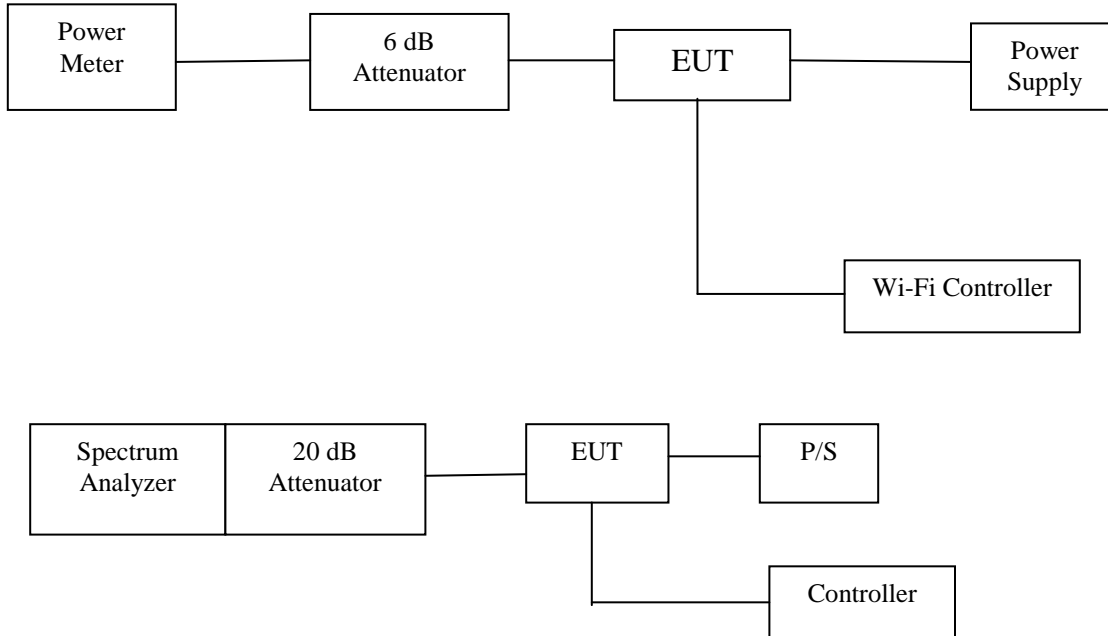 Power
Meter
6 dB
Attenuator
EUT
Power
Supply
Wi-Fi Controller
Spectrum
Analyzer
20 dB
Attenuator
EUT
P/S
Controller